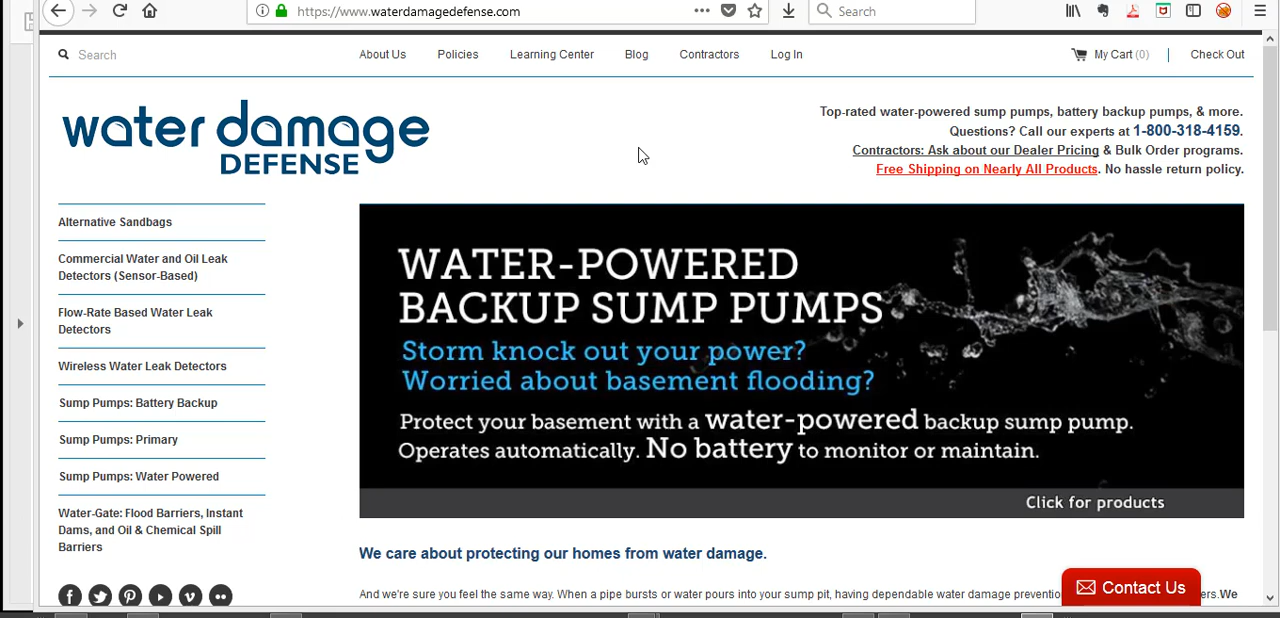 https://www.waterdamagedefense.com
Search
Search
About Us
Policies
Learning Center
Blog
Contractors
Log In
My Cart (0)
Check Out
water damage
DEFENSE
Top-rated water-powered sump pumps, battery backup pumps, & more.
Questions? Call our experts at 1-800-318-4159.
Contractors: Ask about our Dealer Pricing & Bulk Order programs.
Free Shipping on Nearly All Products. No hassle return policy.
Alternative Sandbags
Commercial Water and Oil Leak
Detectors (Sensor-Based)
Flow-Rate Based Water Leak
Detectors
Wireless Water Leak Detectors
Sump Pumps: Battery Backup
Sump Pumps: Primary
Sump Pumps: Water Powered
Water-Gate: Flood Barriers, Instant
Dams, and Oil & Chemical Spill
Barriers
WATER-POWERED
BACKUP SUMP PUMPS
Storm knock out your power?
Worried about basement flooding?
Protect your basement with a water-powered backup sump pump.
Operates automatically. No battery to monitor or maintain.
Click for products
We care about protecting our homes from water damage.
And we're sure you feel the same way. When a pipe bursts or water pours into your sump pit, having dependable water damage We
Contact Us